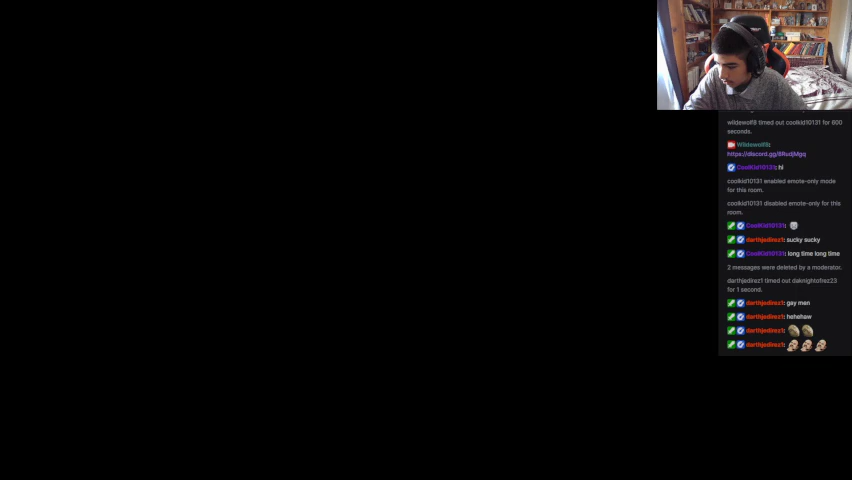 wildewolf8 timed out coolkid10131 for 600
seconds.
https://discord.gg/6RudjMgq
CoolKid10131: hi
coolkid10131 enabled emote-only mode
for this room.
coolkid10131 disabled emote-only for this
room.
CoolKid10131:
darthjedirez1: sucky sucky
CoolKid10131: long time long time
2 messages were deleted by a moderator.
darthjedirez1 timed out daknightofrez23
for 1 second.
darthjedirez1: gay men
darthjedirez1: hehehaw
darthjedirez1:
darthjedirez1: